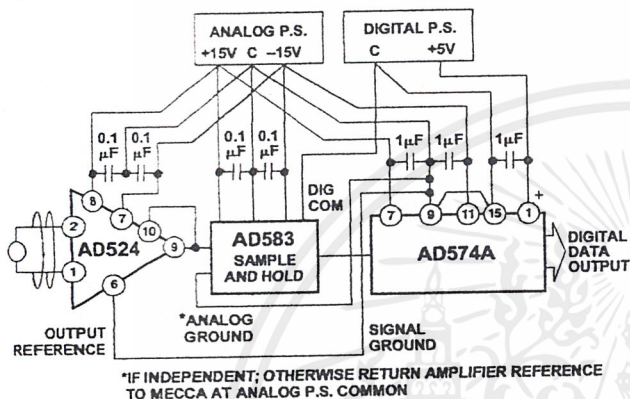 ANALOG P.S.
+15V C –15V
DIGITAL P.S.
C +5V
0.1
µF
0.1
µF
0.1
µF
0.1
µF
1µF
1µF
1µF
8
7
10
9
2
1
6
AD524
AD583
SAMPLE
AND HOLD
DIG
COM
7
9
11
15
1
+
AD574A
DIGITAL
DATA
OUTPUT
OUTPUT
REFERENCE
*ANALOG
GROUND
SIGNAL
GROUND
*IF INDEPENDENT; OTHERWISE RETURN AMPLIFIER REFERENCE
TO MECCA AT ANALOG P.S. COMMON